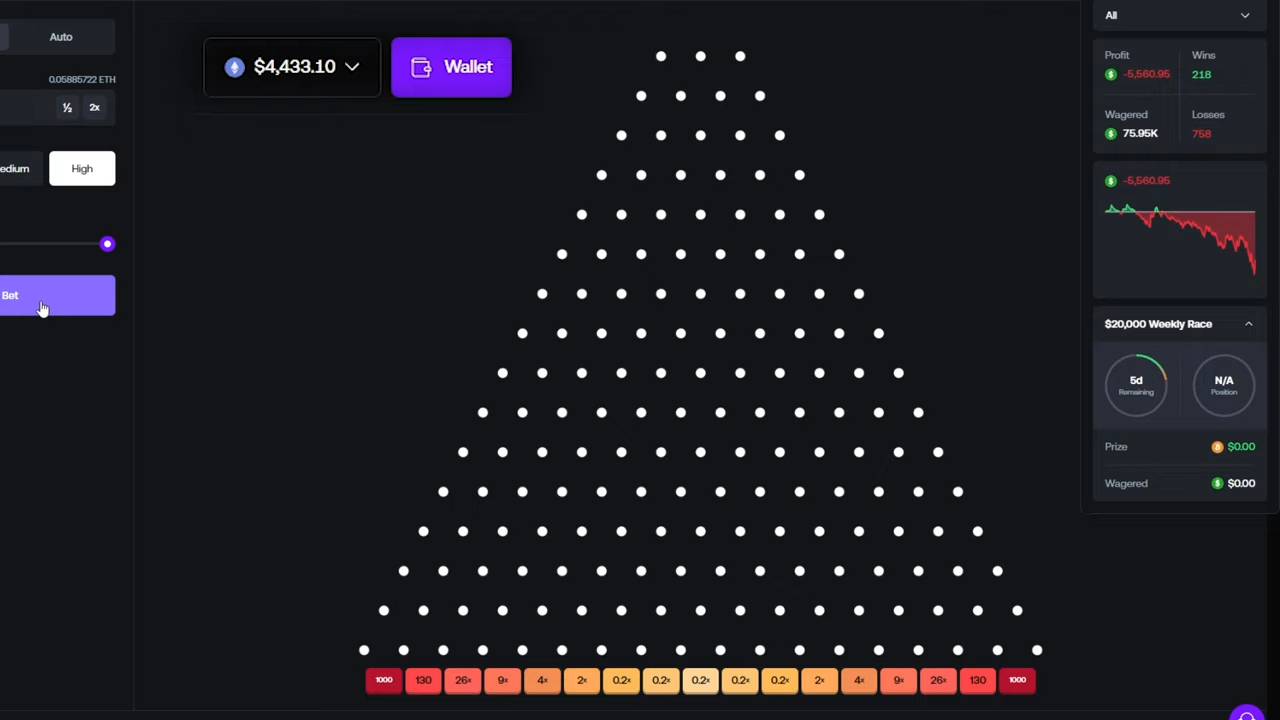 Auto
0.05885722 ETH
½ 2x
edium High
Bet
$4,433.10 Wallet
1000 130 26x 9x 4x 2x 0.2x 0.2x 0.2x 0.2x 0.2x 2x 4x 9x 26x 130 1000
All
Profit Wins
-5,560.95 218
Wagered Losses
75.95K 758
-5,560.95
$20,000 Weekly Race
5d N/A
Remaining Position
Prize $0.00
Wagered $0.00